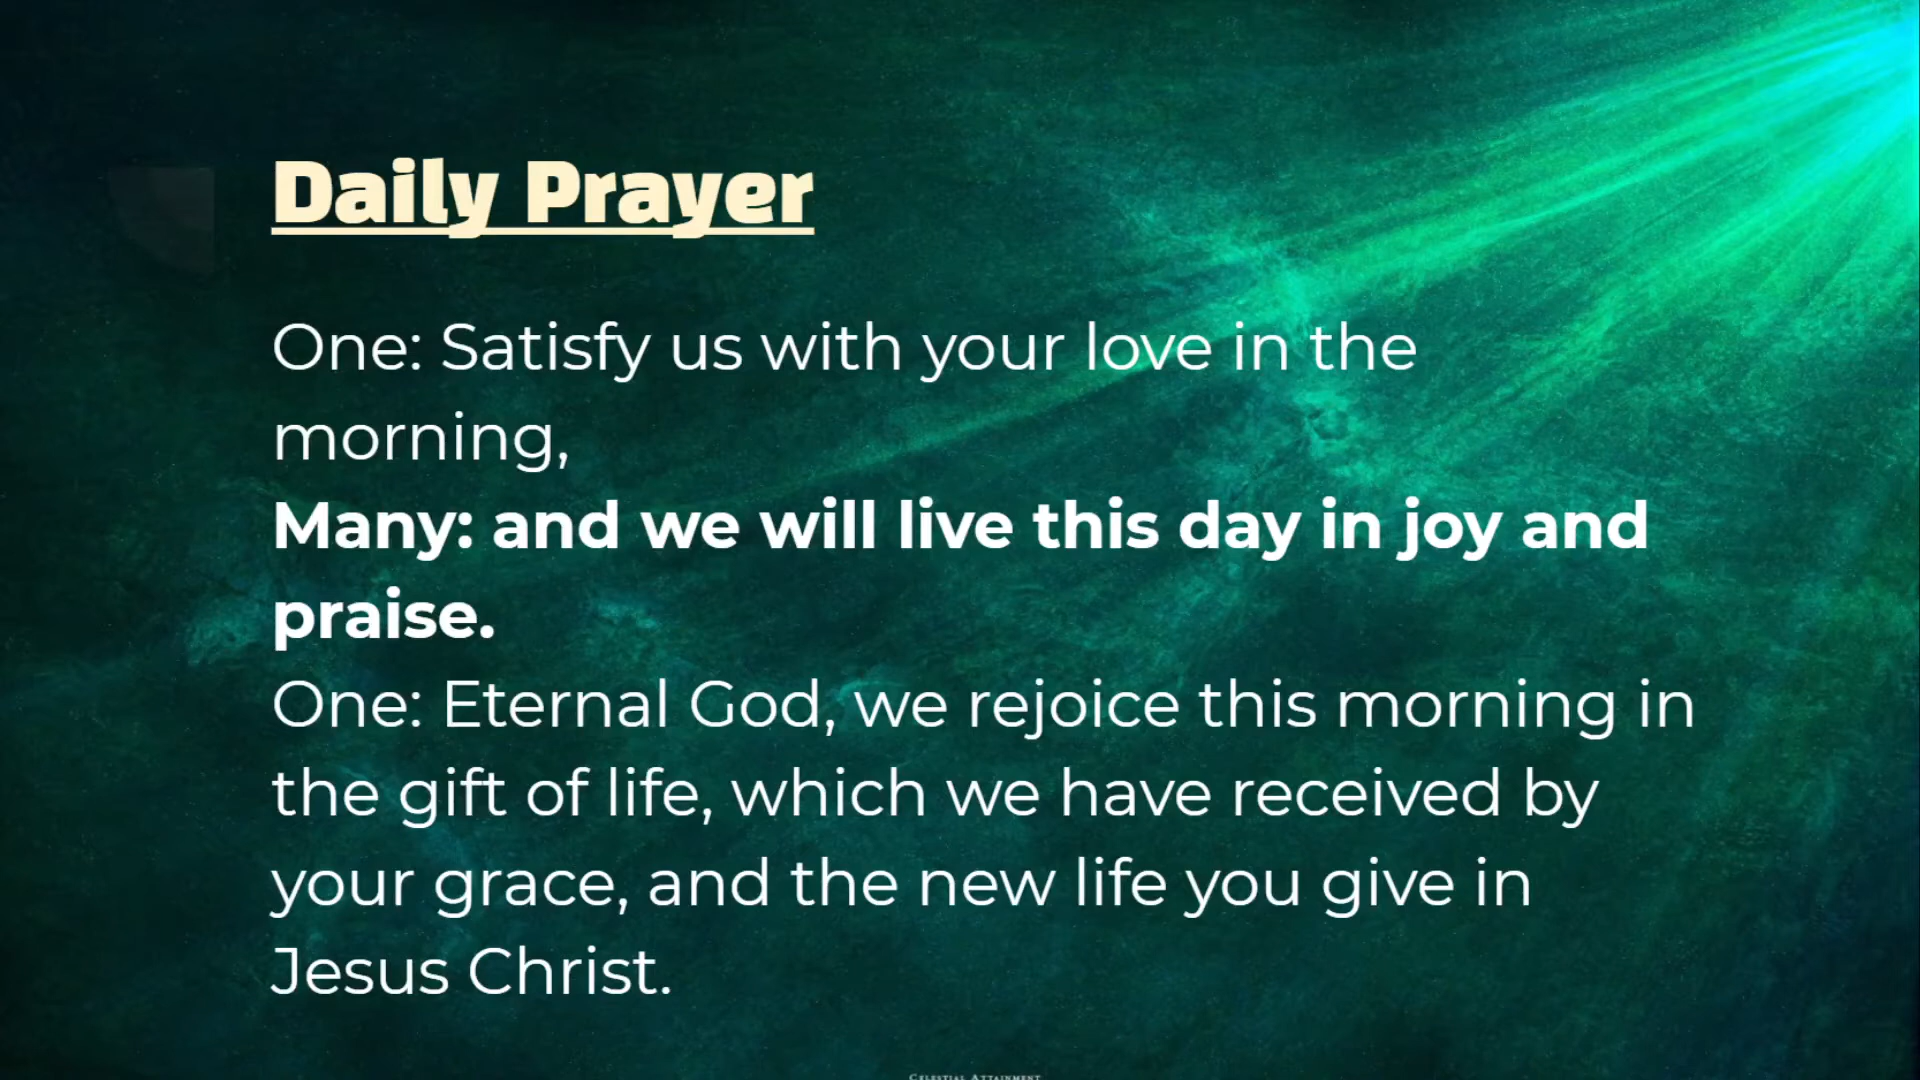 Daily Prayer
One: Satisfy us with your love in the
morning,
Many: and we will live this day in joy and
praise.
One: Eternal God, we rejoice this morning in
the gift of life, which we have received by
your grace, and the new life you give in
Jesus Christ.
Celestial Attainment